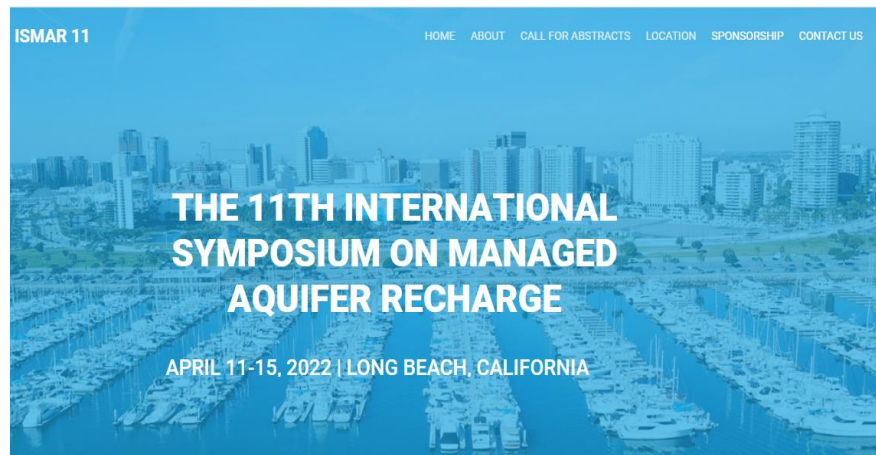 ISMAR 11
HOME ABOUT CALL FOR ABSTRACTS LOCATION SPONSORSHIP CONTACT US
THE 11TH INTERNATIONAL
SYMPOSIUM ON MANAGED
AQUIFER RECHARGE
APRIL 11-15, 2022 | LONG BEACH, CALIFORNIA